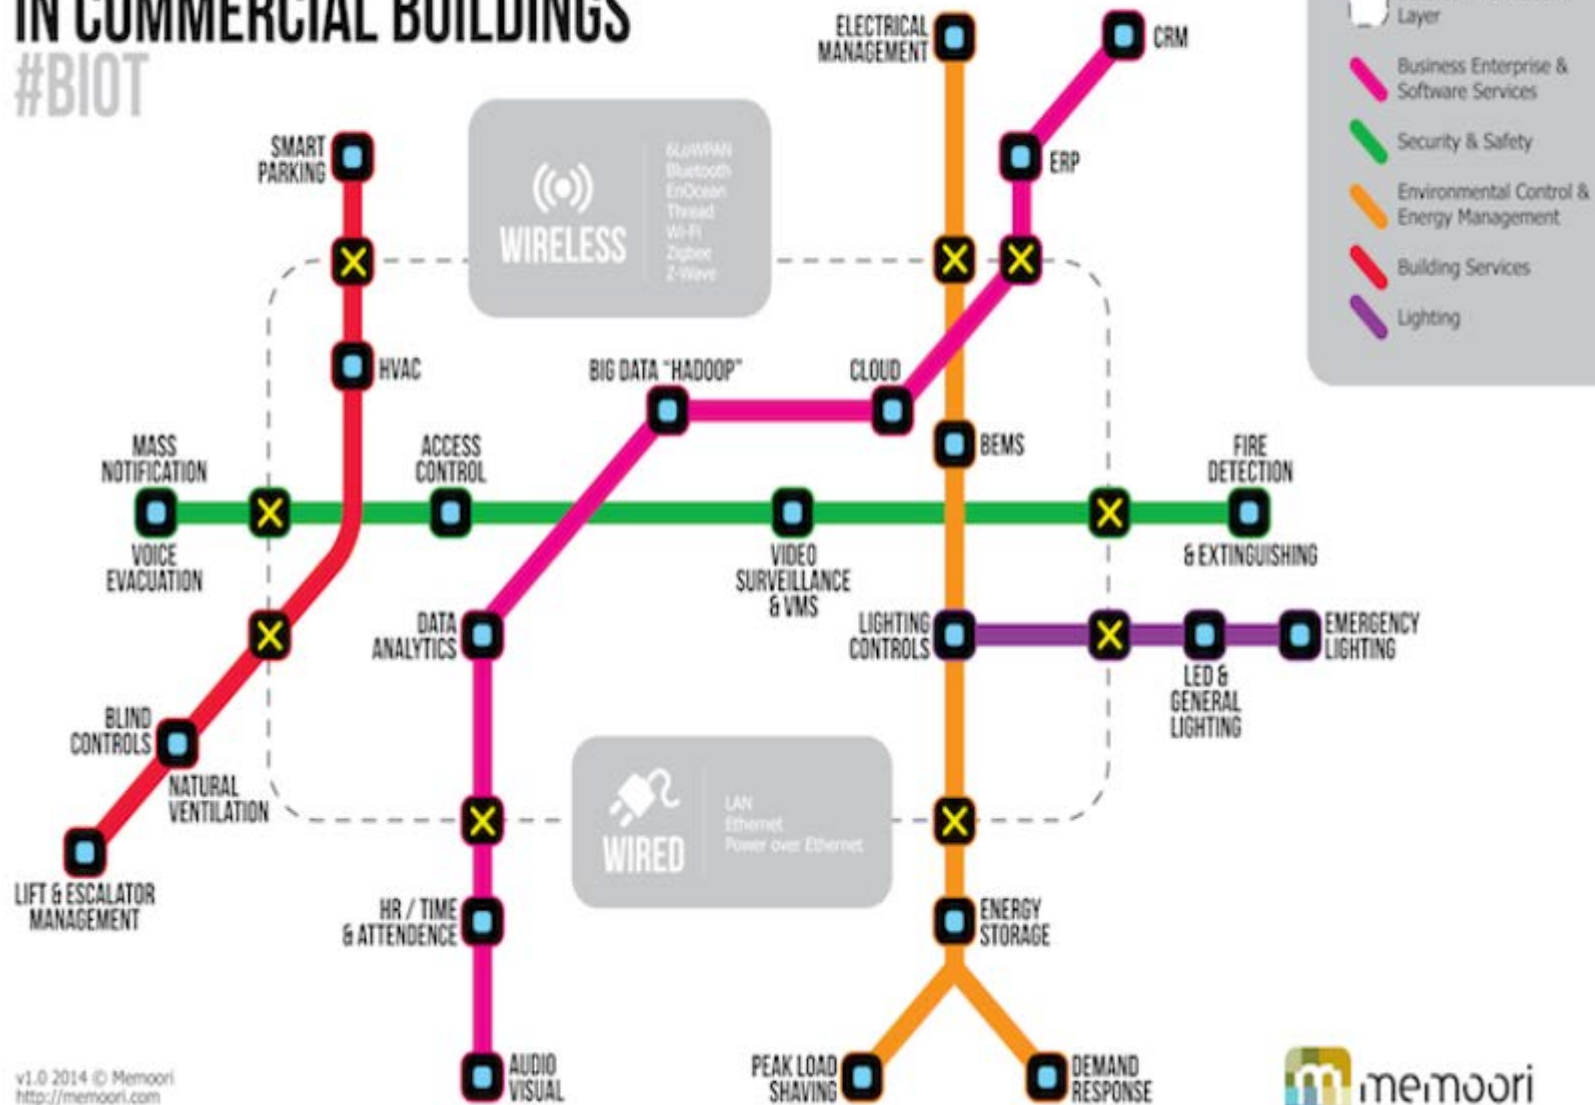 IN COMMERCIAL BUILDINGS
#BIOT
ELECTRICAL
MANAGEMENT
CRM
Layer
Business Enterprise &
Software Services
Security & Safety
Environmental Control &
Energy Management
Building Services
Lighting
SMART
PARKING
WIRELESS
6LoWPAN
Bluetooth
EnOcean
Thread
Wi-Fi
Zigbee
Z-Wave
ERP
HVAC
BIG DATA "HADOOP"
CLOUD
BEMS
MASS
NOTIFICATION
ACCESS
CONTROL
FIRE
DETECTION
VOICE
EVACUATION
VIDEO
SURVEILLANCE
& VMS
& EXTINGUISHING
DATA
ANALYTICS
LIGHTING
CONTROLS
EMERGENCY
LIGHTING
LED &
GENERAL
LIGHTING
BLIND
CONTROLS
NATURAL
VENTILATION
WIRED
LAN
Ethernet
Power over Ethernet
LIFT & ESCALATOR
MANAGEMENT
HR / TIME
& ATTENDENCE
ENERGY
STORAGE
AUDIO
VISUAL
PEAK LOAD
SHAVING
DEMAND
RESPONSE
v1.0 2014 © Memoori
http://memoori.com
memoori